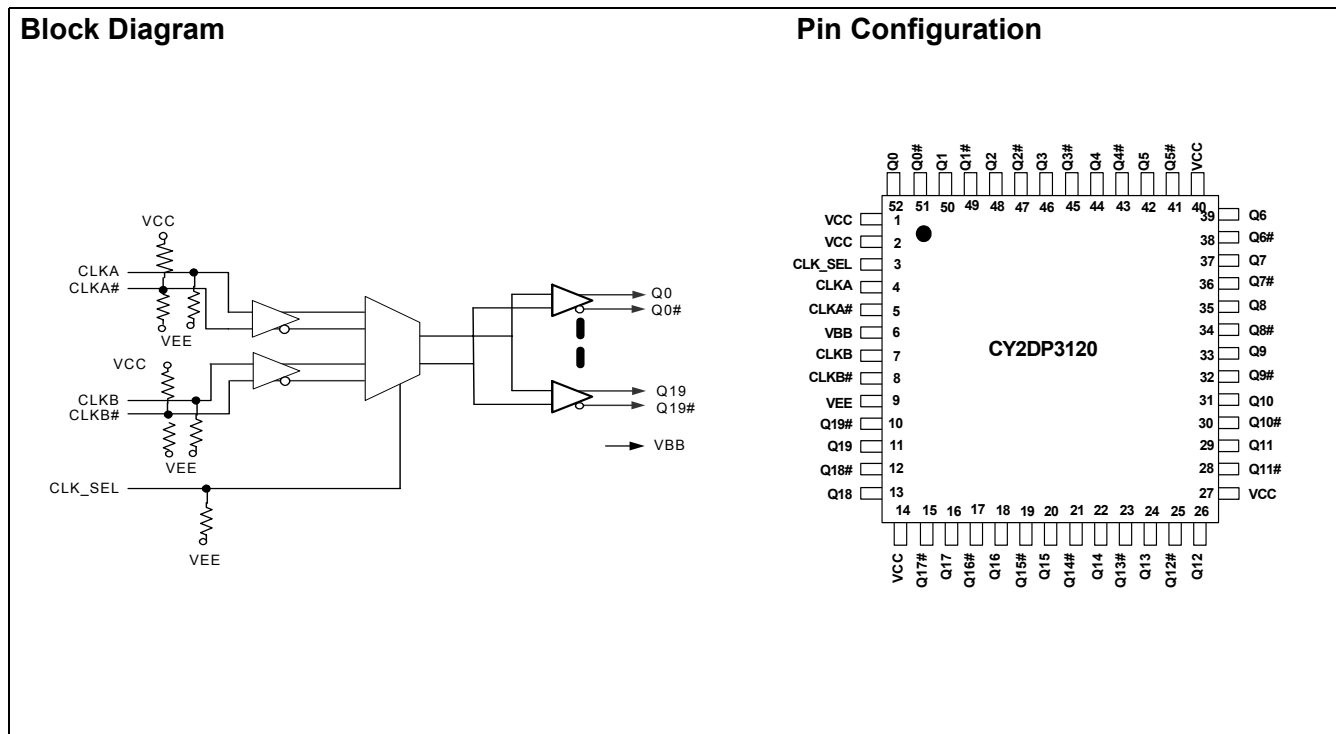 Block Diagram
Pin Configuration
VCC
CLKA
CLKA#
VEE
VCC
CLKB
CLKB#
VEE
CLK_SEL
VEE
Q0
Q0#
Q19
Q19#
VBB
Q0
Q0#
Q1
Q1#
Q2
Q2#
Q3
Q3#
Q4
Q4#
Q5
Q5#
VCC
52 51 50 49 48 47 46 45 44 43 42 41 40
VCC 1
VCC 2
CLK_SEL 3
CLKA 4
CLKA# 5
VBB 6
CLKB 7
CLKB# 8
VEE 9
Q19# 10
Q19 11
Q18# 12
Q18 13
CY2DP3120
39 Q6
38 Q6#
37 Q7
36 Q7#
35 Q8
34 Q8#
33 Q9
32 Q9#
31 Q10
30 Q10#
29 Q11
28 Q11#
27 VCC
14 15 16 17 18 19 20 21 22 23 24 25 26
VCC
Q17#
Q17
Q16#
Q16
Q15#
Q15
Q14#
Q14
Q13#
Q13
Q12#
Q12